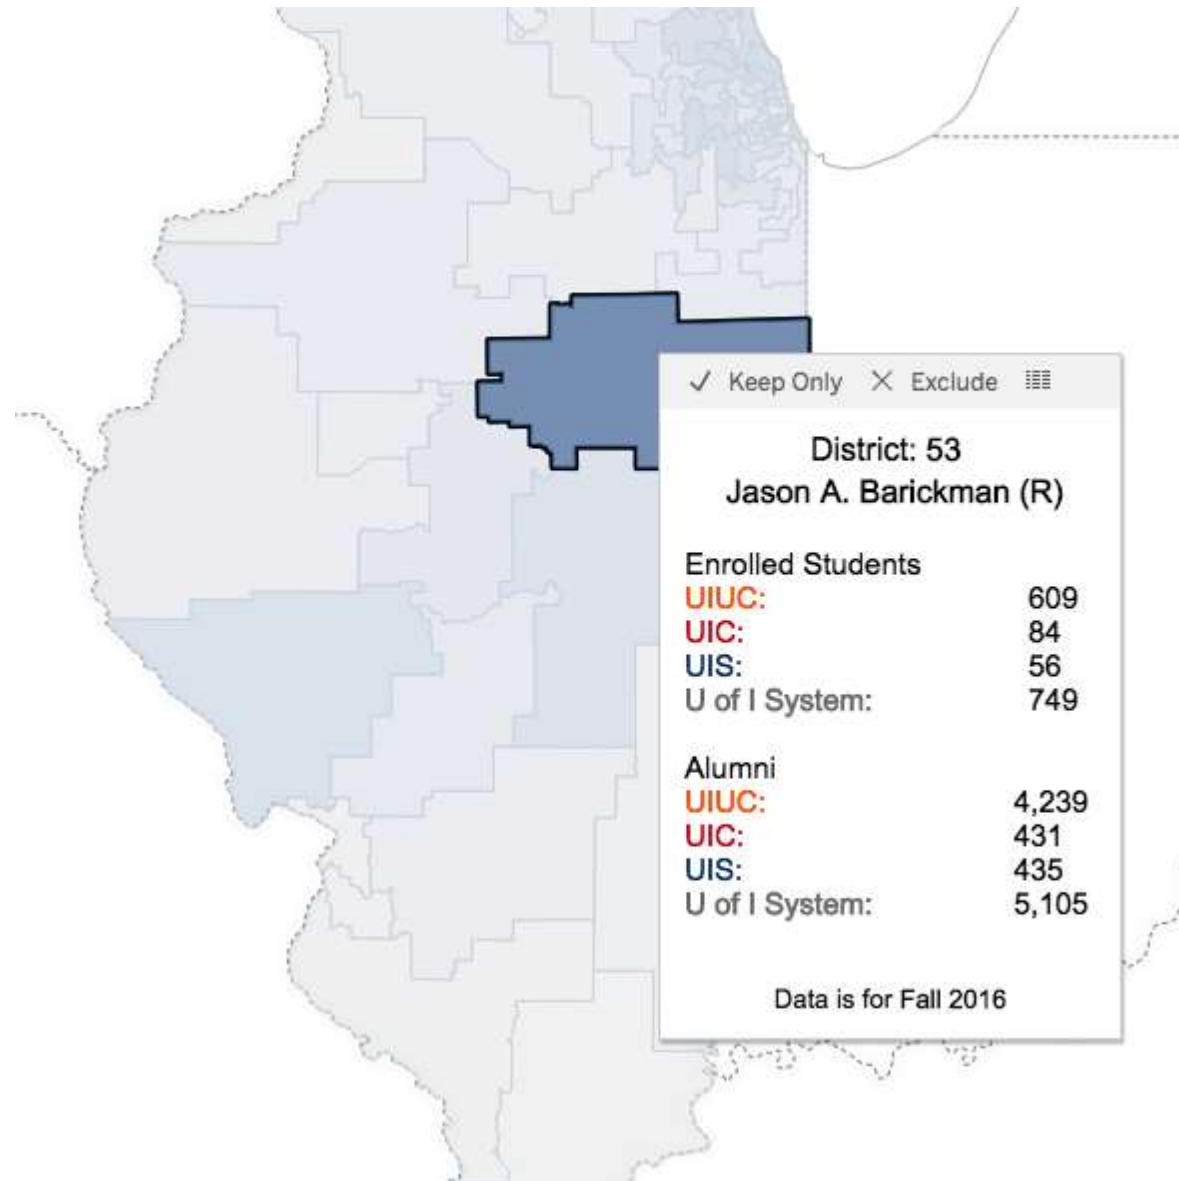 Keep Only Exclude
District: 53
Jason A. Barickman (R)
Enrolled Students
UIUC: 609
UIC: 84
UIS: 56
U of I System: 749
Alumni
UIUC: 4,239
UIC: 431
UIS: 435
U of I System: 5,105
Data is for Fall 2016